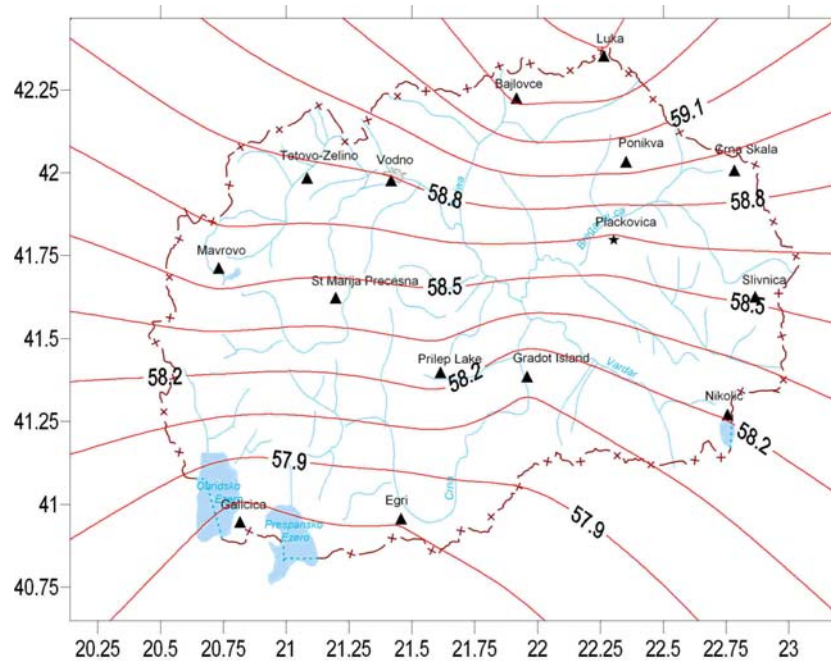 Luka
42.25
Bajlovce
59.1
Ponikva
Crna Skala
42
Tetovo-Zelino
Vodno
58.8
58.8
Plackovica
41.75
Mavrovo
St Marija Precesna
58.5
Slivnica
58.5
41.5
Prilep Lake
Gradot Island
Vardar
58.2
58.2
Nikolic
41.25
58.2
57.9
Crna
41
Ohridsko
Ezero
Galicica
Egri
Prespansko
Ezero
57.9
40.75
20.25 20.5 20.75 21 21.25 21.5 21.75 22 22.25 22.5 22.75 23